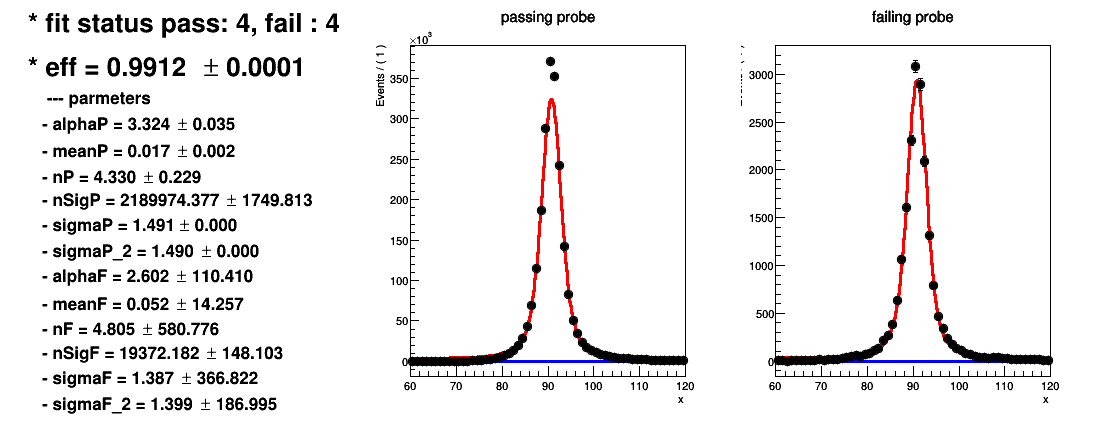 * fit status pass: 4, fail : 4
* eff = 0.9912 ± 0.0001
--- parmeters
- alphaP = 3.324 ± 0.035
- meanP = 0.017 ± 0.002
- nP = 4.330 ± 0.229
- nSigP = 2189974.377 ± 1749.813
- sigmaP = 1.491 ± 0.000
- sigmaP_2 = 1.490 ± 0.000
- alphaF = 2.602 ± 110.410
- meanF = 0.052 ± 14.257
- nF = 4.805 ± 580.776
- nSigF = 19372.182 ± 148.103
- sigmaF = 1.387 ± 366.822
- sigmaF_2 = 1.399 ± 186.995
passing probe
×10³
Events / ( 1 )
350
300
250
200
150
100
50
0
60 70 80 90 100 110 120
x
failing probe
3000
2500
2000
1500
1000
500
0
60 70 80 90 100 110 120
x